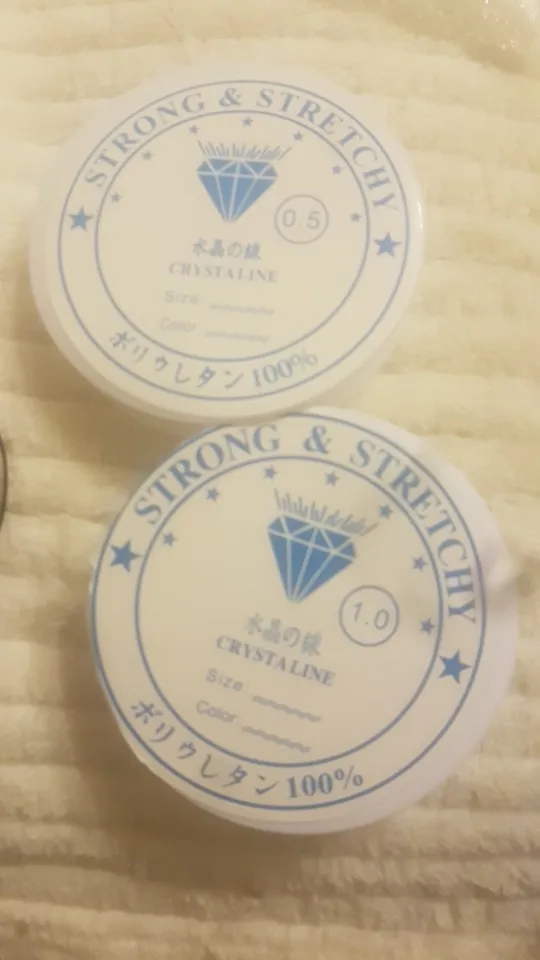 STRONG & STRETCHY
0.5
水晶の線
CRYSTALINE
Size
Color
ポリウレタン100%
STRONG & STRETCHY
1.0
水晶の線
CRYSTALINE
Size
Color
ポリウレタン100%